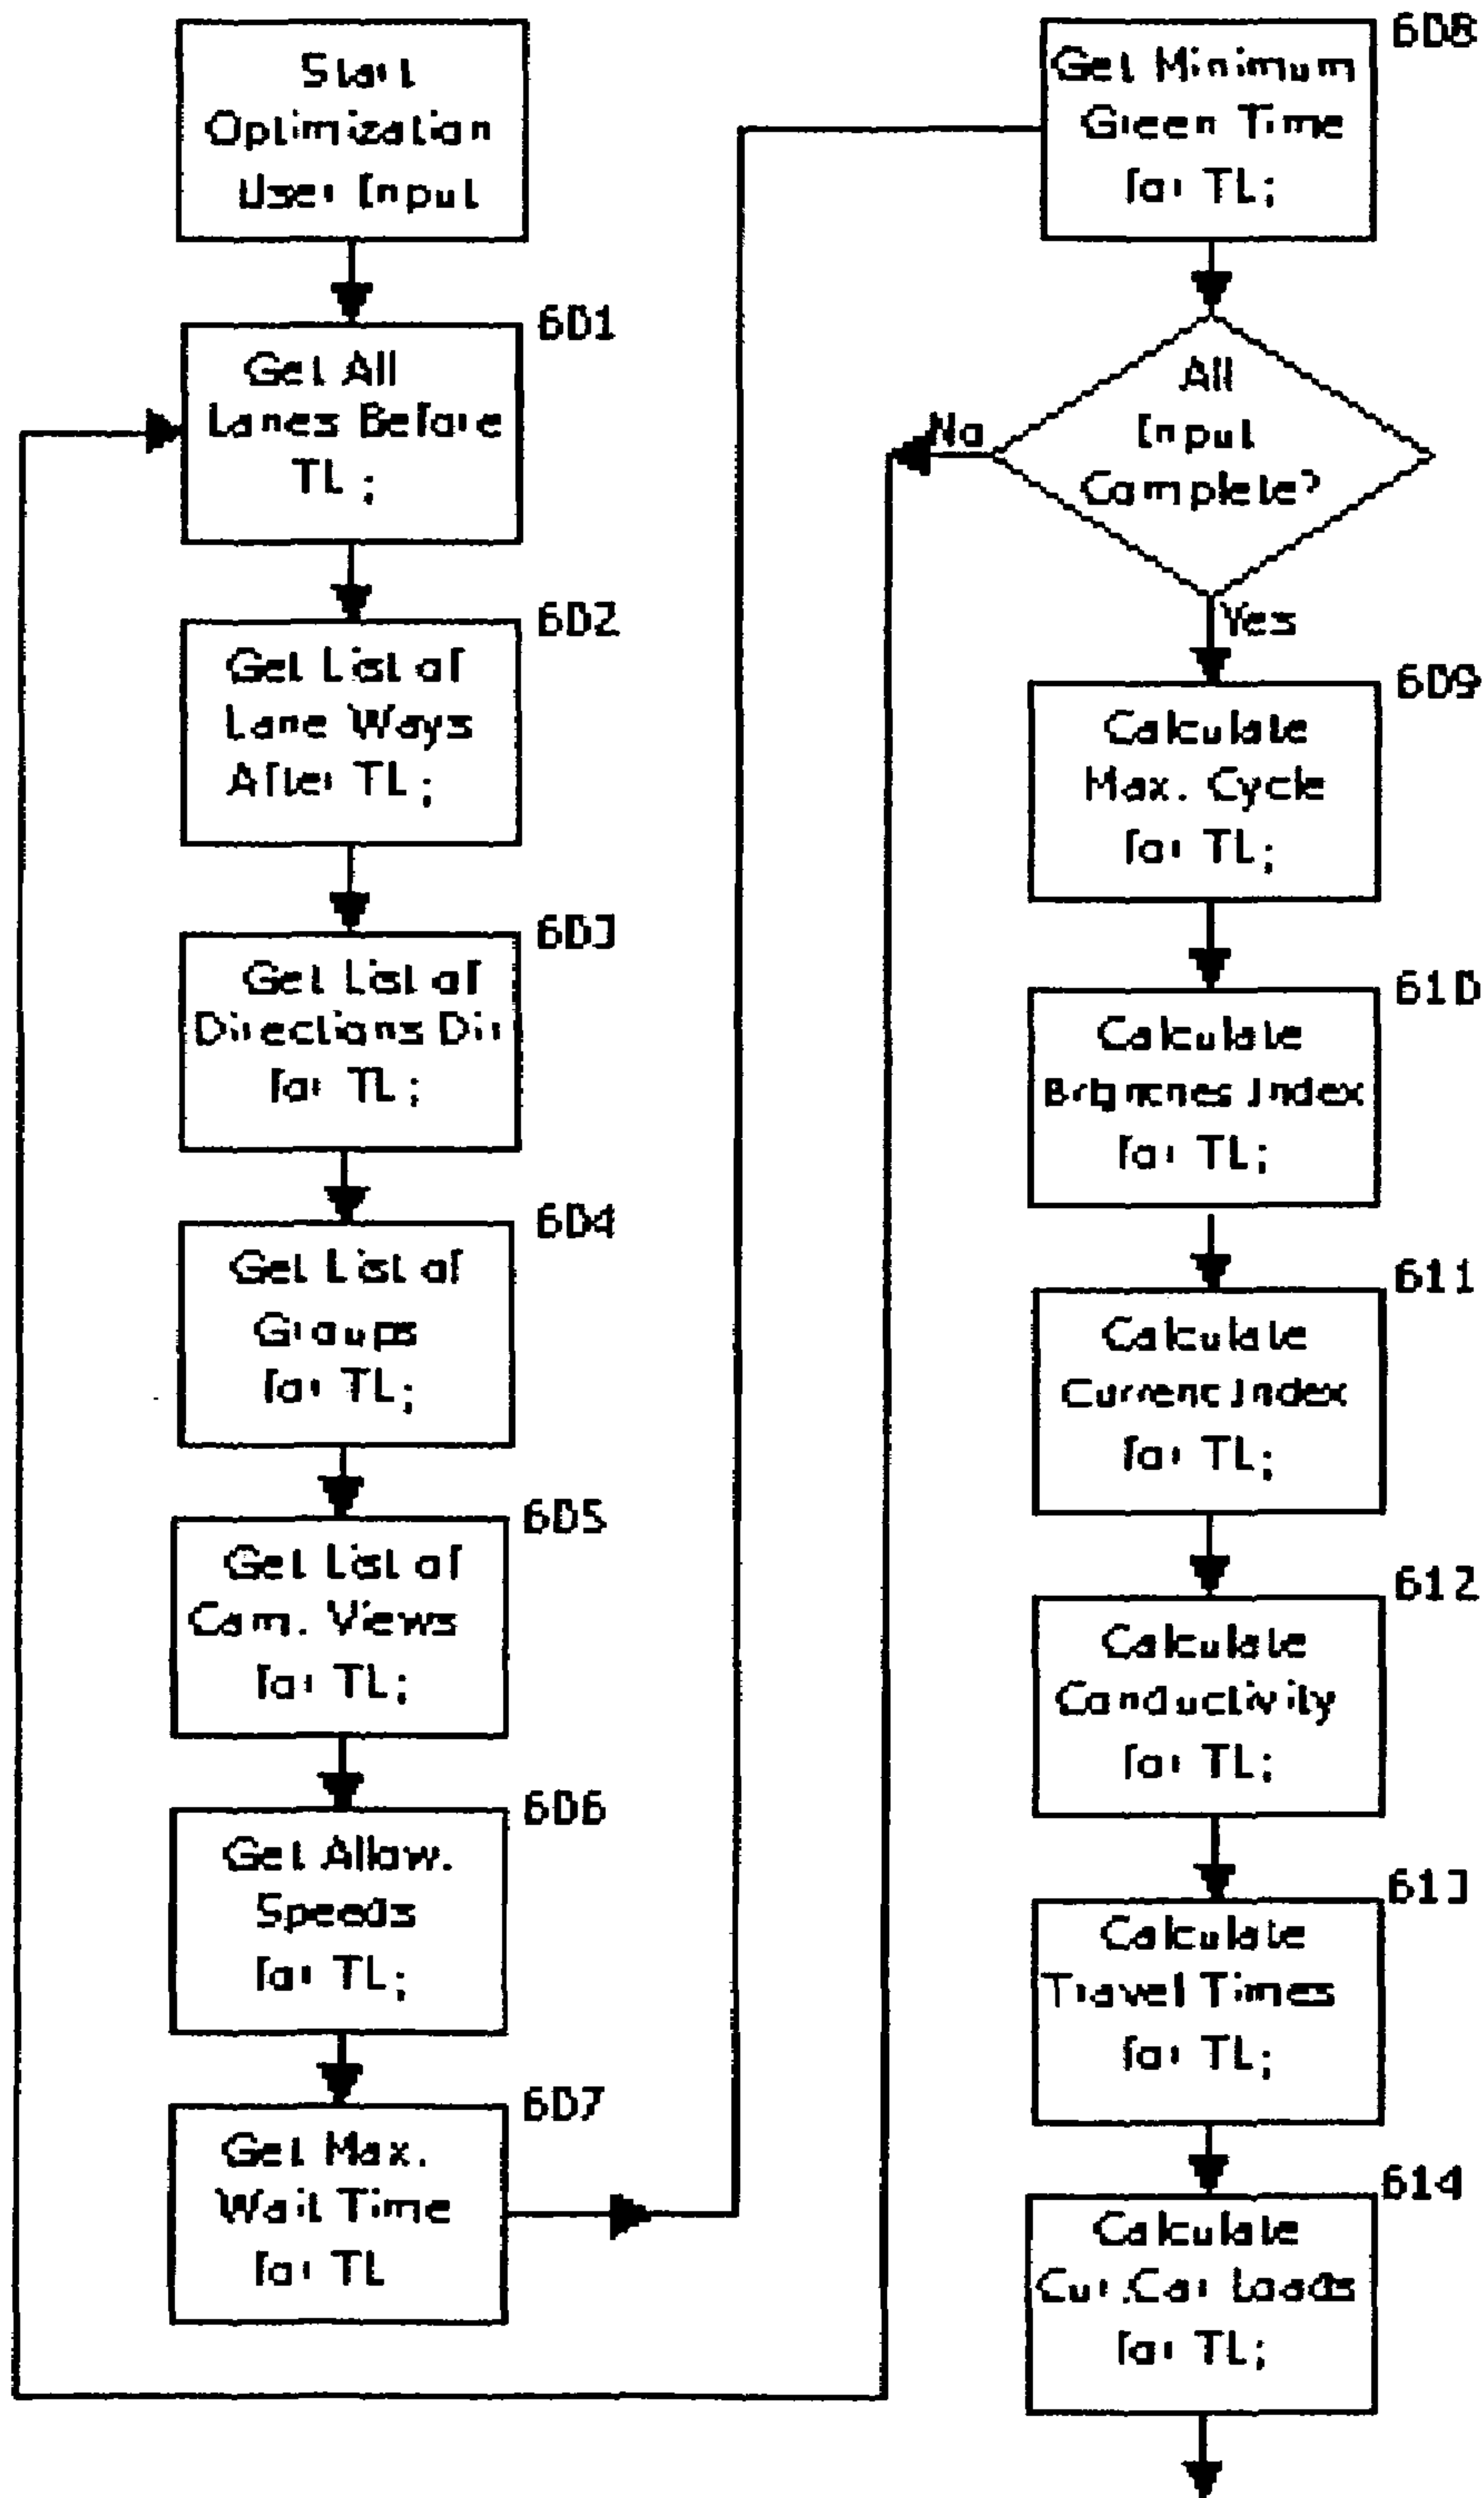 Start
Optimization
User Input
601
Get All
Lanes Before
TL;
602
Get List of
Lane Ways
After TL;
603
Get List of
Directions Dir
for TL;
604
Get List of
Groups
for TL;
605
Get List of
Cam. Views
for TL;
606
Get Allow.
Speeds
for TL;
607
Get Max.
Wait Time
for TL
608
Get Minimum
Green Time
for TL;
All
Input
Complete?
No
Yes
609
Calculate
Max. Cycle
for TL;
610
Calculate
Index
for TL;
611
Calculate
Current Index
for TL;
612
Calculate
Conductivity
for TL;
613
Calculate
Travel Times
for TL;
614
Calculate
Cur.Car Loads
for TL;